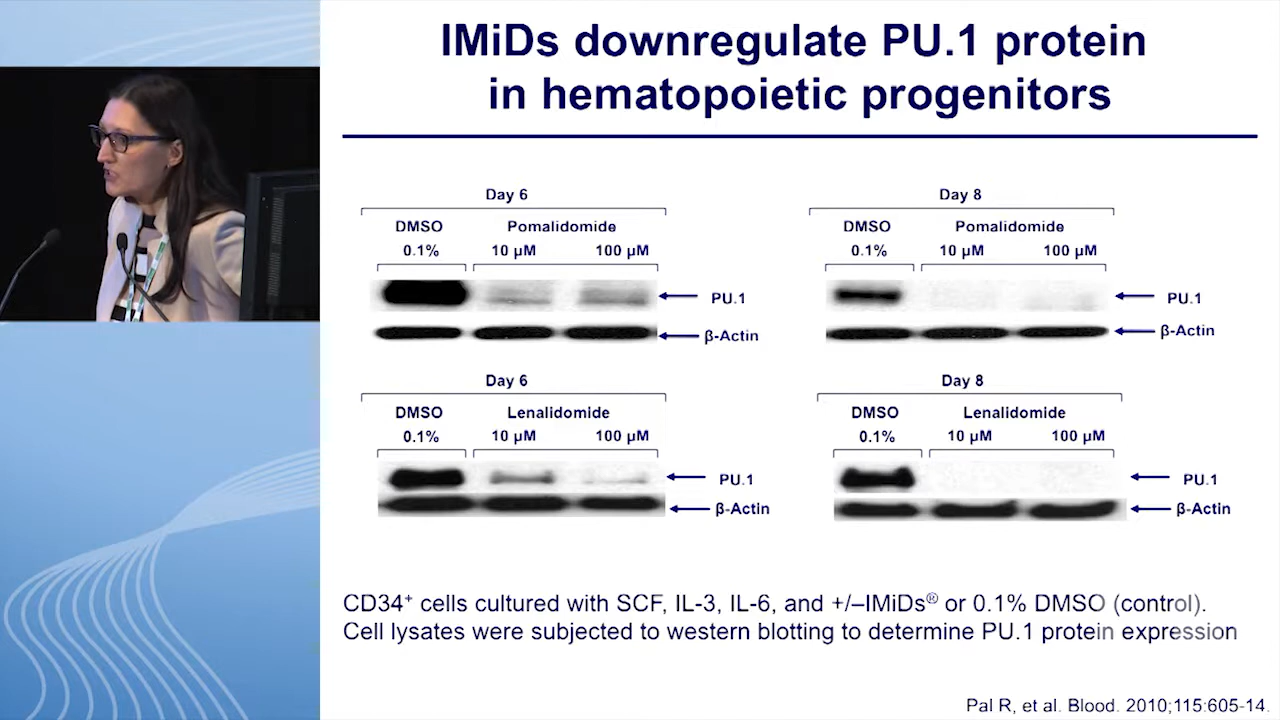 IMiDs downregulate PU.1 protein
in hematopoietic progenitors
Day 6
DMSO Pomalidomide
0.1% 10 µM 100 µM
PU.1
β-Actin
Day 8
DMSO Pomalidomide
0.1% 10 µM 100 µM
PU.1
β-Actin
Day 6
DMSO Lenalidomide
0.1% 10 µM 100 µM
PU.1
β-Actin
Day 8
DMSO Lenalidomide
0.1% 10 µM 100 µM
PU.1
β-Actin
CD34⁺ cells cultured with SCF, IL-3, IL-6, and +/–IMiDs® or 0.1% DMSO (control).
Cell lysates were subjected to western blotting to determine PU.1 protein expression
Pal R, et al. Blood. 2010;115:605-14.